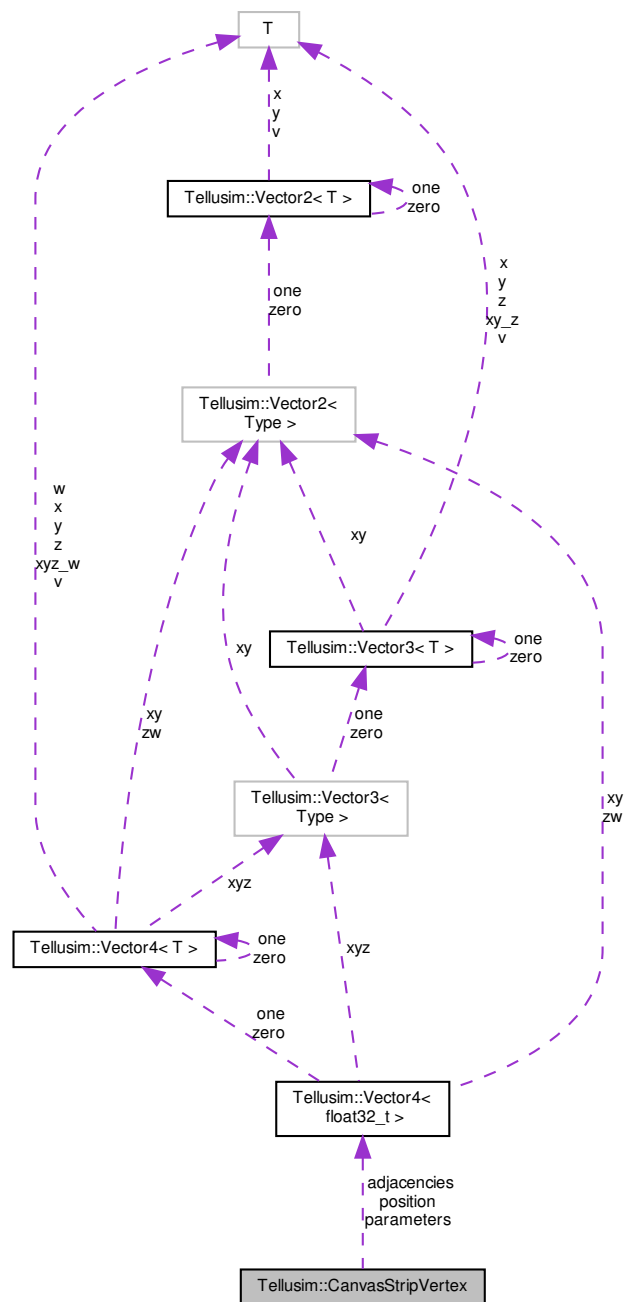 T
x
y
v
Tellusim::Vector2< T >
one
zero
x
y
z
xy_z
v
one
zero
Tellusim::Vector2<
Type >
w
x
y
z
xyz_w
v
xy
xy
Tellusim::Vector3< T >
one
zero
xy
zw
one
zero
Tellusim::Vector3<
Type >
xy
zw
xyz
Tellusim::Vector4< T >
one
zero
xyz
one
zero
Tellusim::Vector4<
float32_t >
adjacencies
position
parameters
Tellusim::CanvasStripVertex